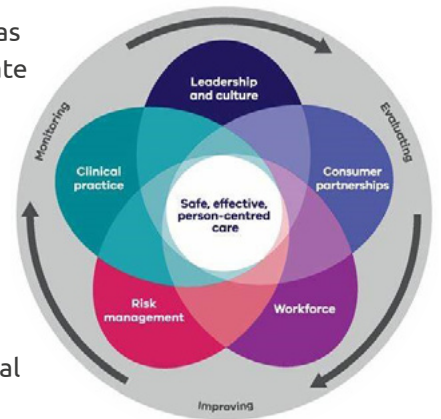 as
ate
Leadership
and culture
Monitoring
Evaluating
Clinical
practice
Consumer
partnerships
Safe, effective,
person-centred
care
Risk
management
Workforce
al
Improving